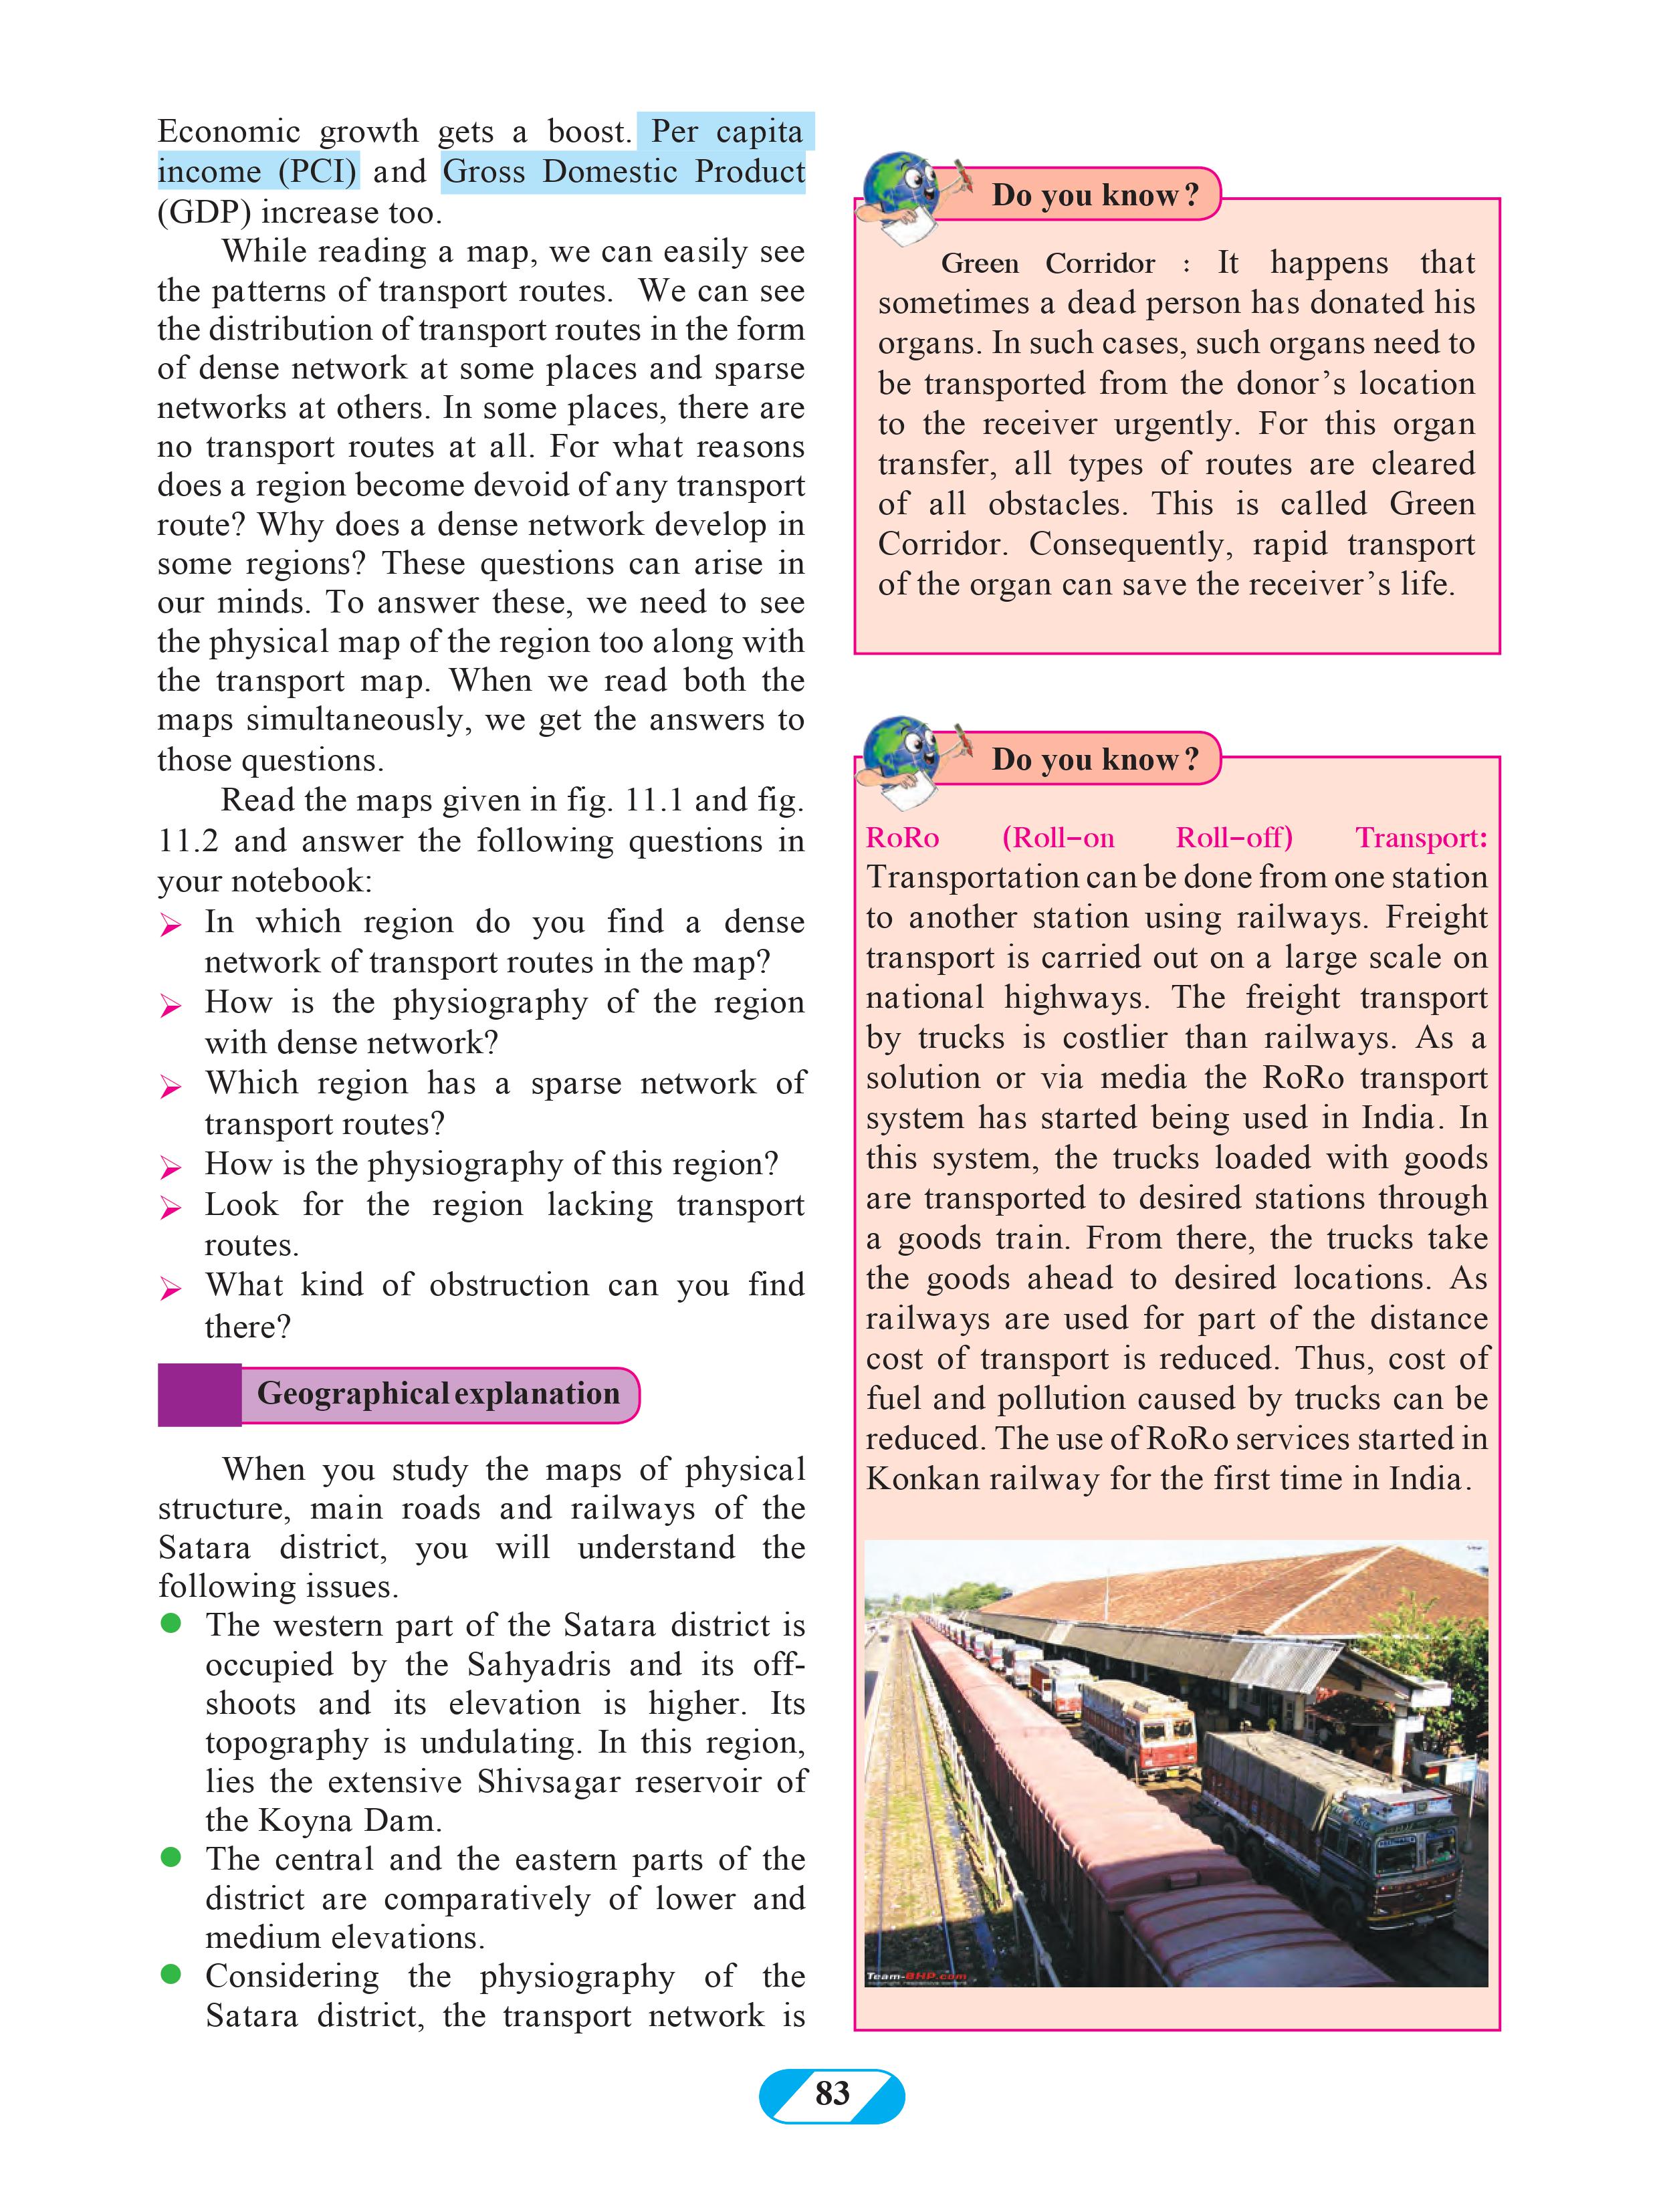 Economic growth gets a boost. Per capita
income (PCI) and Gross Domestic Product
(GDP) increase too.
While reading a map, we can easily see
the patterns of transport routes. We can see
the distribution of transport routes in the form
of dense network at some places and sparse
networks at others. In some places, there are
no transport routes at all. For what reasons
does a region become devoid of any transport
route? Why does a dense network develop in
some regions? These questions can arise in
our minds. To answer these, we need to see
the physical map of the region too along with
the transport map. When we read both the
maps simultaneously, we get the answers to
those questions.
Read the maps given in fig. 11.1 and fig.
11.2 and answer the following questions in
your notebook:
➢ In which region do you find a dense
network of transport routes in the map?
➢ How is the physiography of the region
with dense network?
➢ Which region has a sparse network of
transport routes?
➢ How is the physiography of this region?
➢ Look for the region lacking transport
routes.
➢ What kind of obstruction can you find
there?
Geographical explanation
When you study the maps of physical
structure, main roads and railways of the
Satara district, you will understand the
following issues.
● The western part of the Satara district is
occupied by the Sahyadris and its off-
shoots and its elevation is higher. Its
topography is undulating. In this region,
lies the extensive Shivsagar reservoir of
the Koyna Dam.
● The central and the eastern parts of the
district are comparatively of lower and
medium elevations.
● Considering the physiography of the
Satara district, the transport network is
Do you know?
Green Corridor : It happens that
sometimes a dead person has donated his
organs. In such cases, such organs need to
be transported from the donor's location
to the receiver urgently. For this organ
transfer, all types of routes are cleared
of all obstacles. This is called Green
Corridor. Consequently, rapid transport
of the organ can save the receiver's life.
Do you know?
RoRo (Roll-on Roll-off) Transport:
Transportation can be done from one station
to another station using railways. Freight
transport is carried out on a large scale on
national highways. The freight transport
by trucks is costlier than railways. As a
solution or via media the RoRo transport
system has started being used in India. In
this system, the trucks loaded with goods
are transported to desired stations through
a goods train. From there, the trucks take
the goods ahead to desired locations. As
railways are used for part of the distance
cost of transport is reduced. Thus, cost of
fuel and pollution caused by trucks can be
reduced. The use of RoRo services started in
Konkan railway for the first time in India.
Team-BHP.com
83